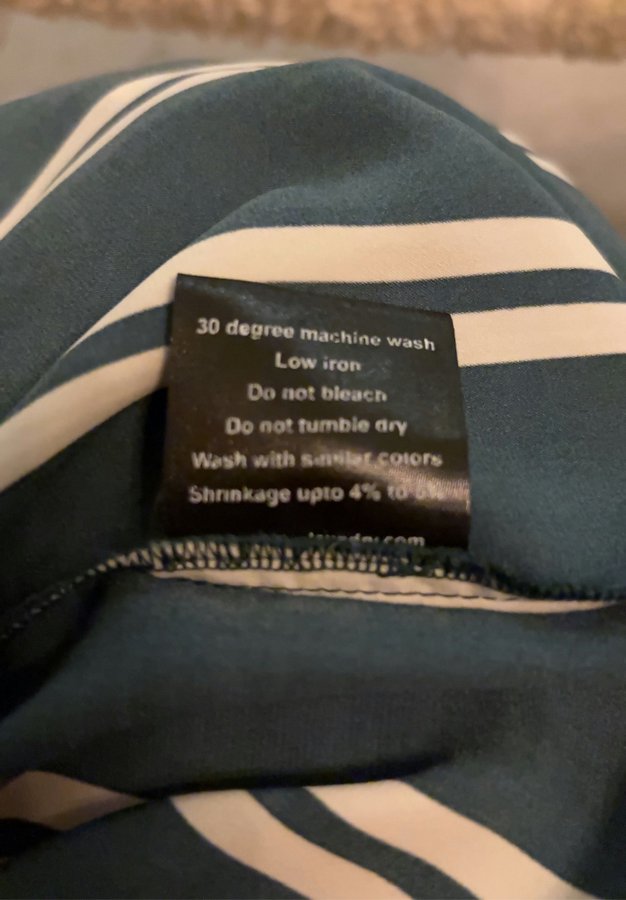 30 degree machine wash
Low iron
Do not bleach
Do not tumble dry
Wash with similar colors
Shrinkage upto 4% to